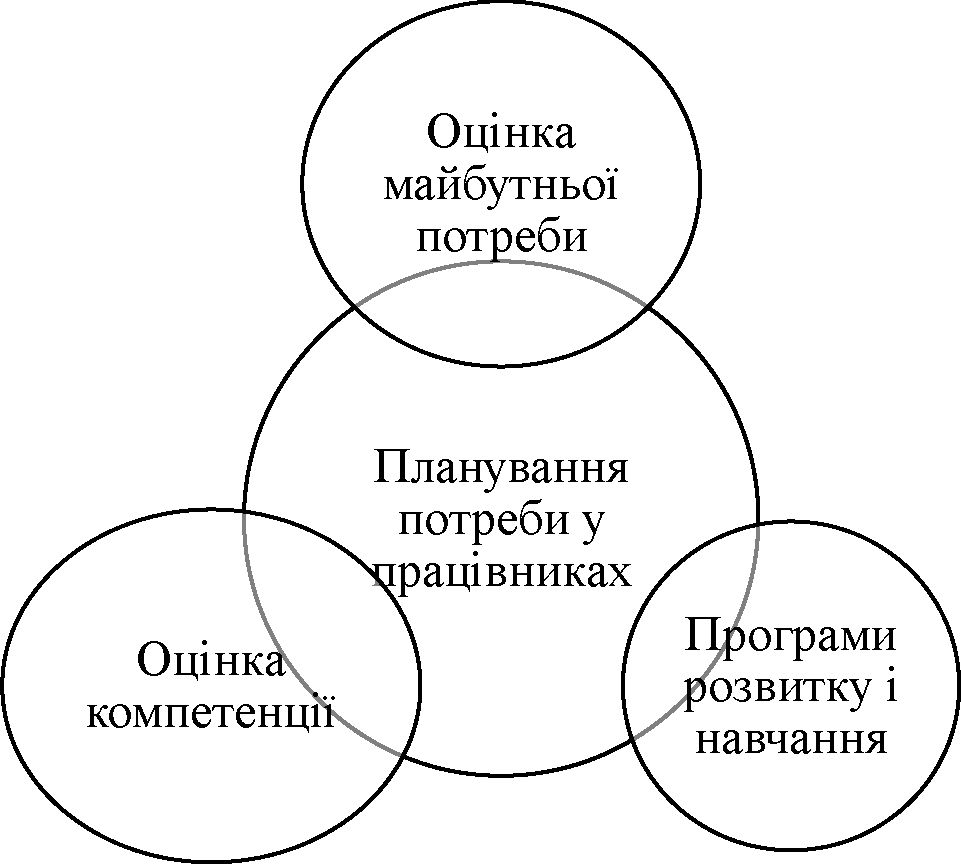 Оцінка
майбутньої
потреби
Планування
потреби у
працівниках
Оцінка
компетенції
Програми
розвитку і
навчання